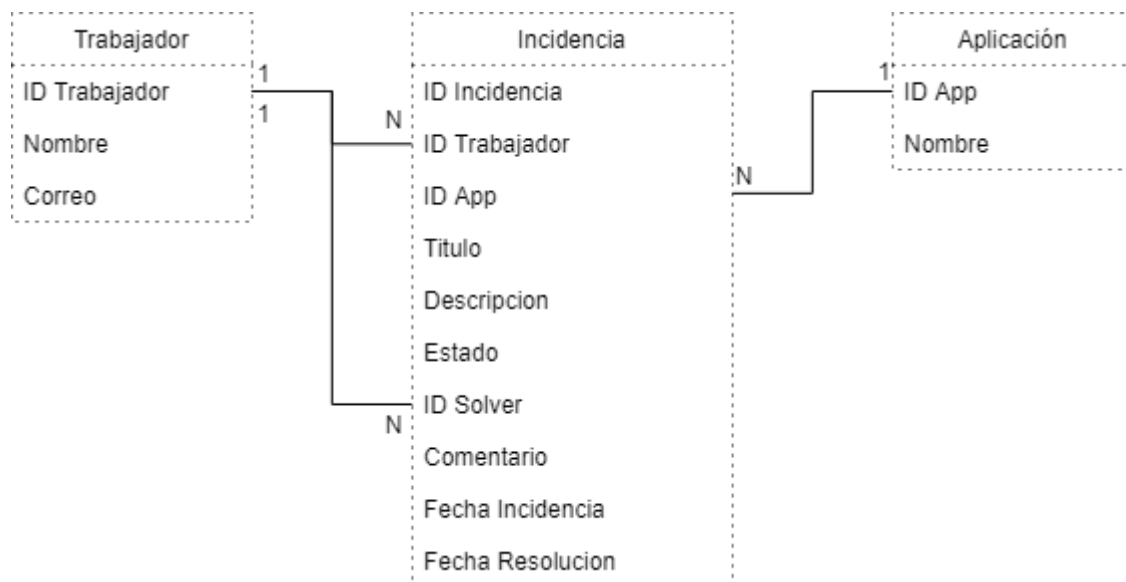 Trabajador
ID Trabajador
Nombre
Correo
1
1
N
N
Incidencia
ID Incidencia
ID Trabajador
ID App
Titulo
Descripcion
Estado
ID Solver
Comentario
Fecha Incidencia
Fecha Resolucion
N
1
Aplicación
ID App
Nombre